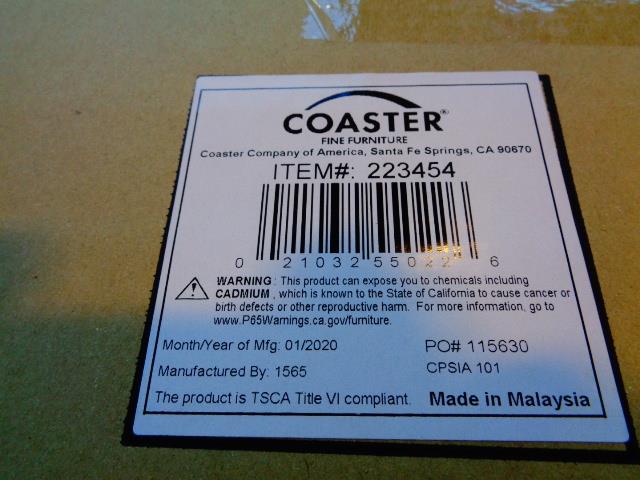 COASTER®
FINE FURNITURE
Coaster Company of America, Santa Fe Springs, CA 90670
ITEM#: 223454
0 21032 55022 6
WARNING: This product can expose you to chemicals including
CADMIUM, which is known to the State of California to cause cancer or
birth defects or other reproductive harm. For more information, go to
www.P65Warnings.ca.gov/furniture.
Month/Year of Mfg: 01/2020 PO# 115630
Manufactured By: 1565 CPSIA 101
The product is TSCA Title VI compliant. Made in Malaysia